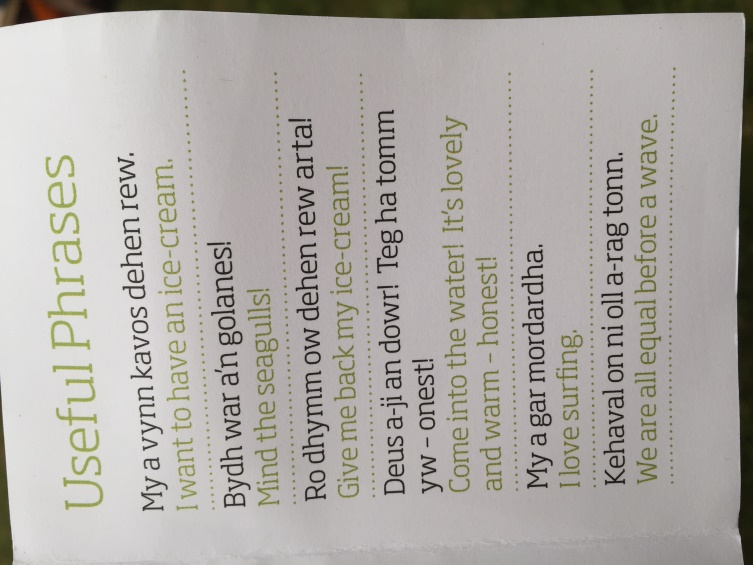 Useful Phrases
My a vynn kavos dehen rew.
I want to have an ice-cream.
Bydh war a'n golanes!
Mind the seagulls!
Ro dhymm ow dehen rew arta!
Give me back my ice-cream!
Deus a-ji an dowr! Teg ha tomm
yw - onest!
Come into the water! It's lovely
and warm - honest!
My a gar mordardha.
I love surfing.
Kehaval on ni oll a-rag tonn.
We are all equal before a wave.